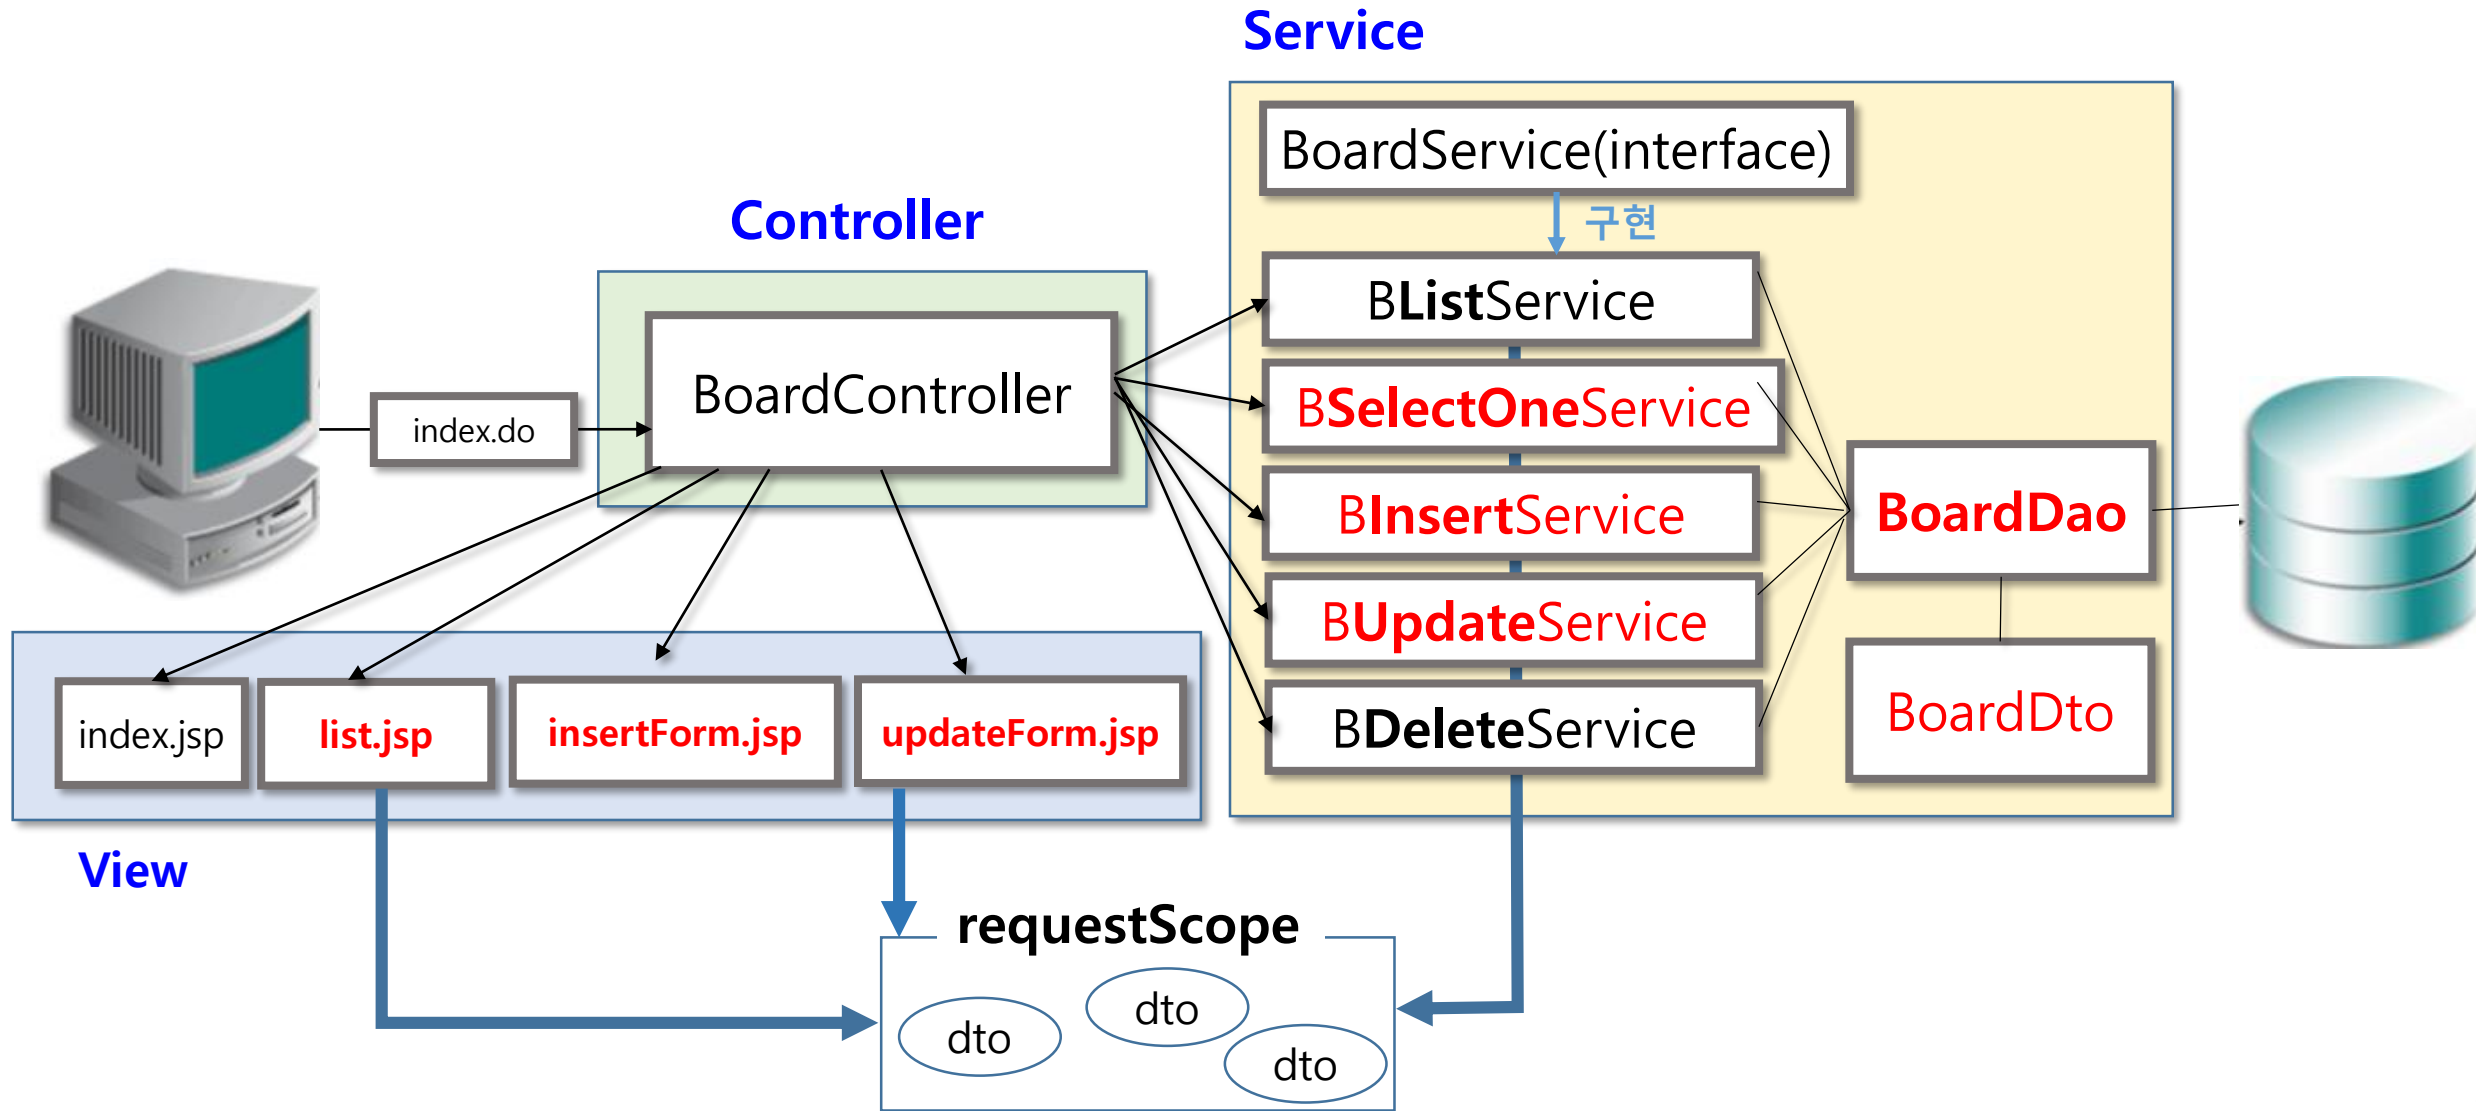 Service
BoardService(interface)
구현
Controller
BListService
BoardController
BSelectOneService
index.do
BInsertService
BoardDao
BUpdateService
BoardDto
BDeleteService
index.jsp
list.jsp
insertForm.jsp
updateForm.jsp
View
requestScope
dto
dto
dto